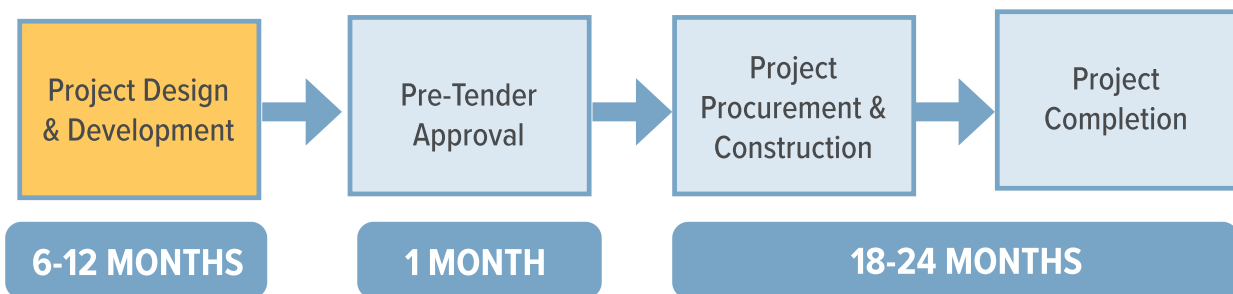 Project Design
& Development
Pre-Tender
Approval
Project
Procurement &
Construction
Project
Completion
6-12 MONTHS
1 MONTH
18-24 MONTHS